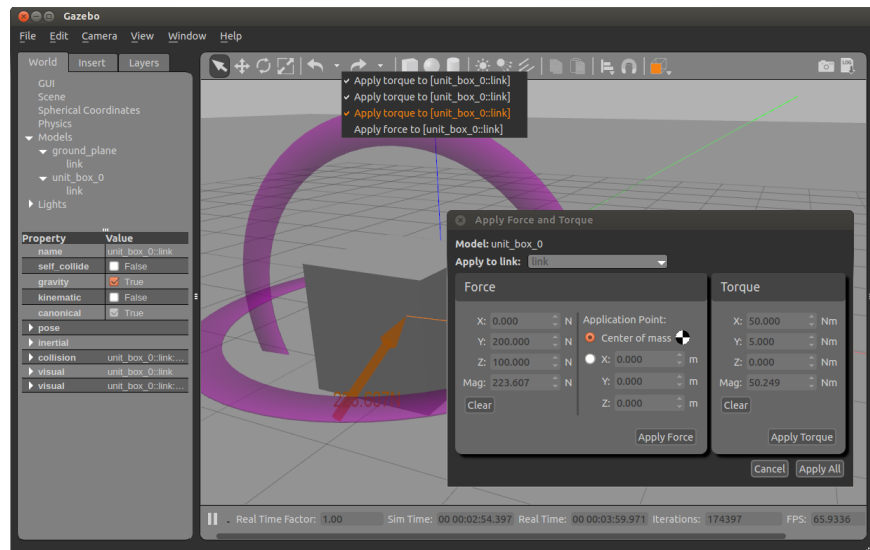 Gazebo
File Edit Camera View Window Help
World Insert Layers
GUI
Scene
Spherical Coordinates
Physics
Models
ground_plane
link
unit_box_0
link
Lights
Property Value
name unit_box_0::link
self_collide False
gravity True
kinematic False
canonical True
pose
inertial
collision unit_box_0::link:...
visual unit_box_0::link
visual unit_box_0::link:...
LOG
Apply torque to [unit_box_0::link]
Apply torque to [unit_box_0::link]
Apply torque to [unit_box_0::link]
Apply force to [unit_box_0::link]
Apply Force and Torque
Model: unit_box_0
Apply to link: link
Force
X: 0.000 N
Y: 200.000 N
Z: 100.000 N
Mag: 223.607 N
Clear
Application Point:
Center of mass
X: 0.000 m
Y: 0.000 m
Z: 0.000 m
Apply Force
Torque
X: 50.000 Nm
Y: 5.000 Nm
Z: 0.000 Nm
Mag: 50.249 Nm
Clear
Apply Torque
Cancel Apply All
Real Time Factor: 1.00 Sim Time: 00 00:02:54.397 Real Time: 00 00:03:59.971 Iterations: 174397 FPS: 65.9336